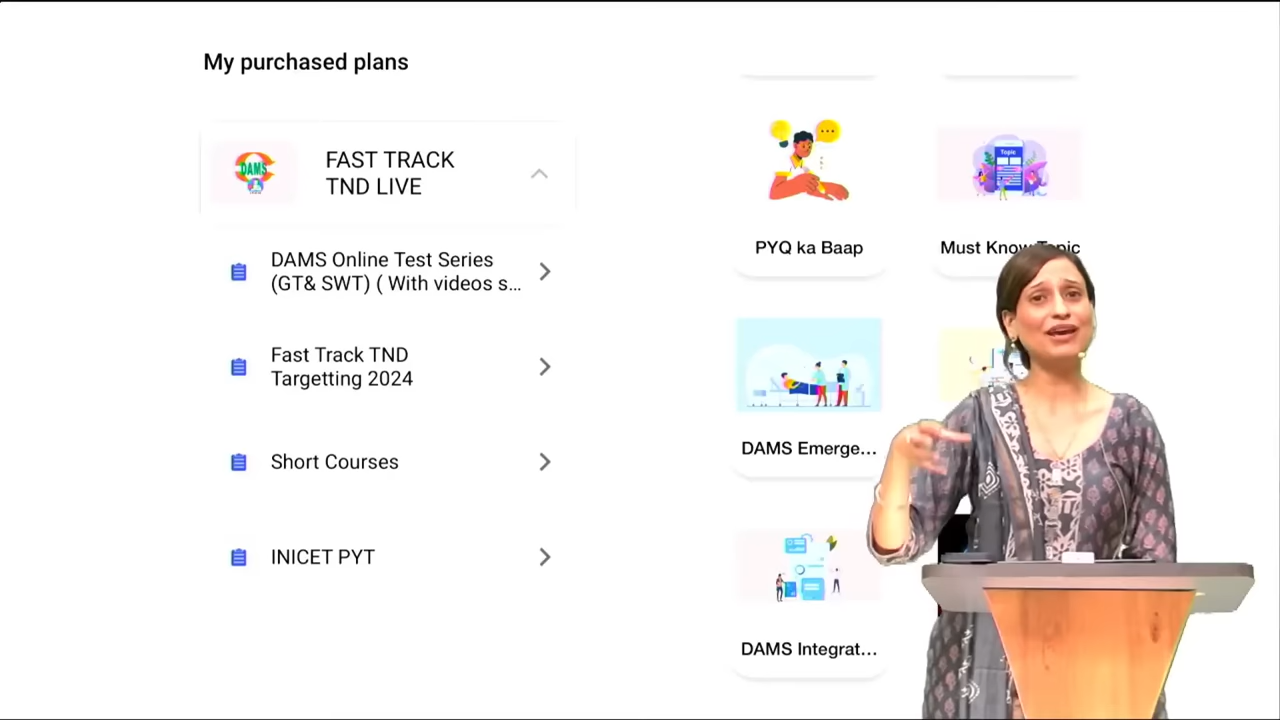 My purchased plans
DAMS
FAST TRACK
TND LIVE
DAMS Online Test Series
(GT& SWT) ( With videos s...
Fast Track TND
Targetting 2024
Short Courses
INICET PYT
PYQ ka Baap
Topic
Must Know Topic
DAMS Emerge...
DAMS Integrat...